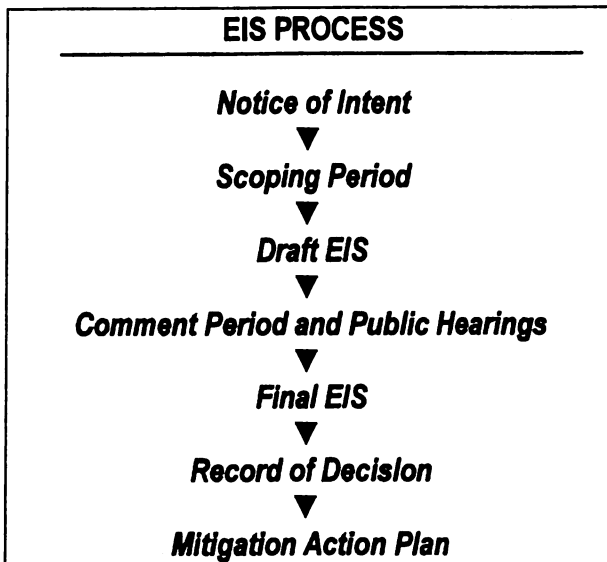 EIS PROCESS
Notice of Intent
Scoping Period
Draft EIS
Comment Period and Public Hearings
Final EIS
Record of Decision
Mitigation Action Plan